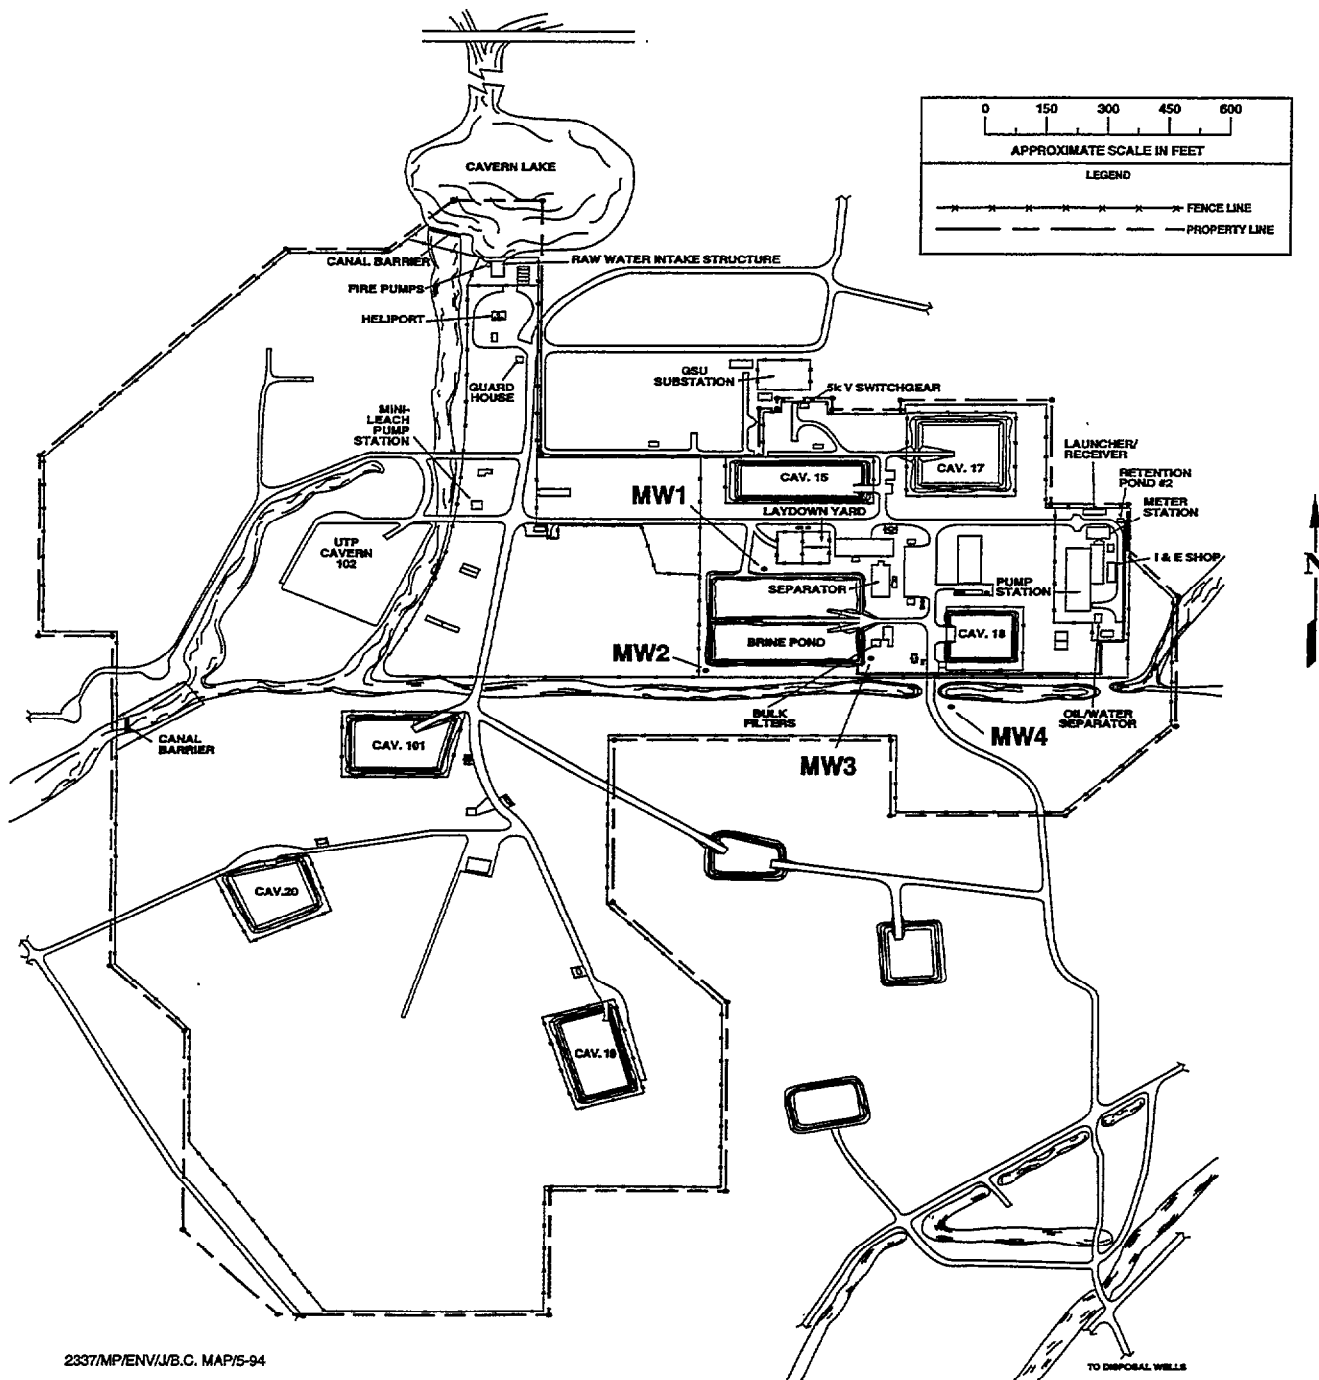 0 150 300 450 600
APPROXIMATE SCALE IN FEET
LEGEND
FENCE LINE
PROPERTY LINE
CAVERN LAKE
CANAL BARRIER
RAW WATER INTAKE STRUCTURE
FIRE PUMPS
HELIPORT
GUARD
HOUSE
GSU
SUBSTATION
5k V SWITCHGEAR
MINI-
LEACH
PUMP
STATION
CAV. 17
LAUNCHER/
RECEIVER
RETENTION
POND #2
METER
STATION
CAV. 15
MW1
LAYDOWN YARD
UTP
CAVERN
102
I & E SHOP
SEPARATOR
PUMP
STATION
N
BRINE POND
CAV. 18
MW2
BULK
FILTERS
OIL/WATER
SEPARATOR
MW4
MW3
CANAL
BARRIER
CAV. 101
CAV.20
CAV. 19
2337/MP/ENV/J/B.C. MAP/5-94
TO DISPOSAL WELLS